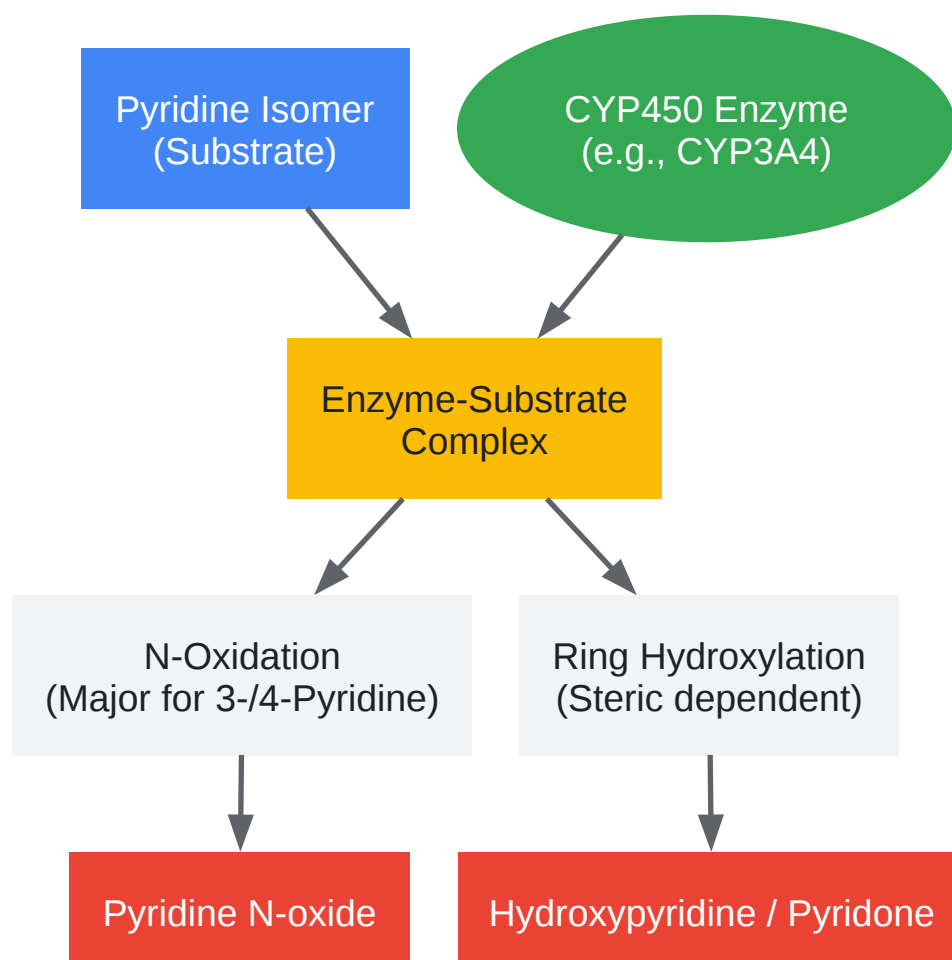 Pyridine Isomer
(Substrate)
CYP450 Enzyme
(e.g., CYP3A4)
Enzyme-Substrate
Complex
N-Oxidation
(Major for 3-/4-Pyridine)
Ring Hydroxylation
(Steric dependent)
Pyridine N-oxide
Hydroxypyridine / Pyridone